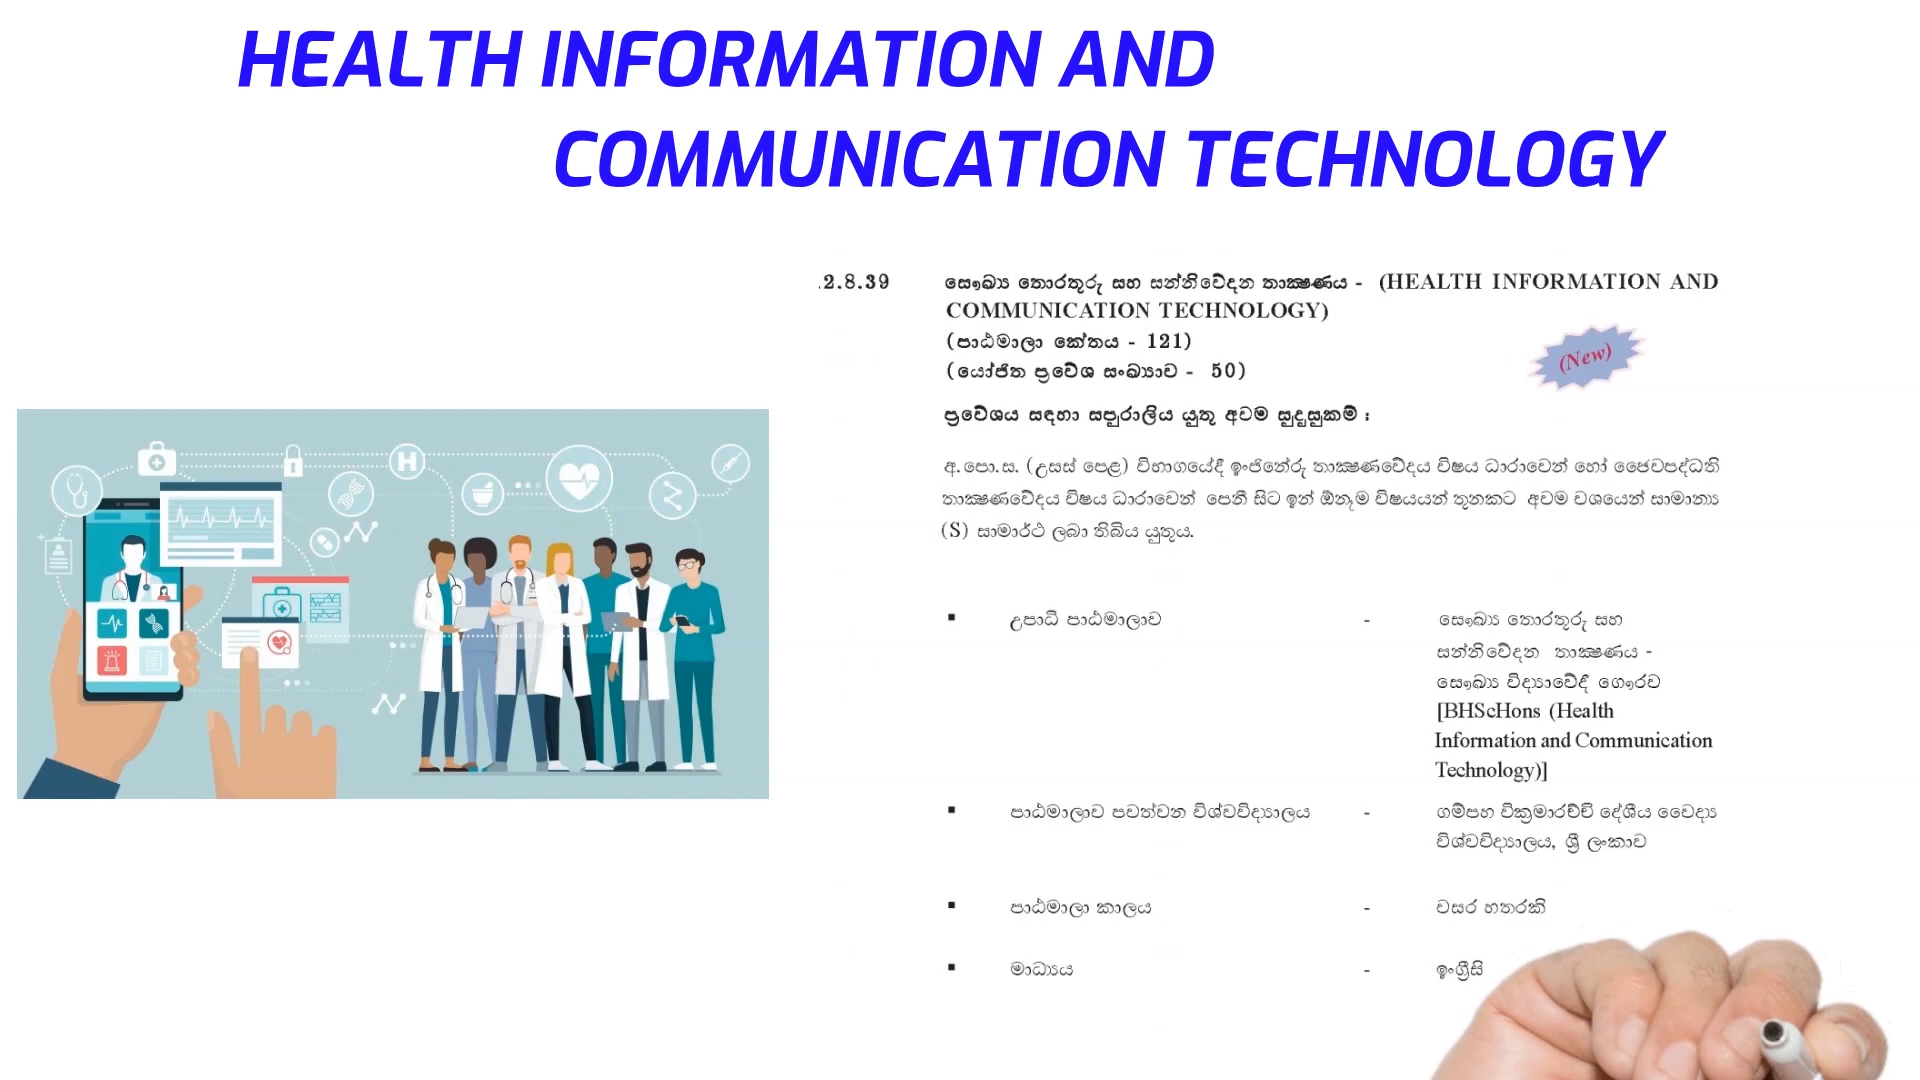 HEALTH INFORMATION AND
COMMUNICATION TECHNOLOGY
.2.8.39 සෞඛ්‍ය තොරතුරු සහ සන්නිවේදන තාක්‍ෂණය - (HEALTH INFORMATION AND
COMMUNICATION TECHNOLOGY)
(පාඨමාලා කේතය - 121)
(New)
(යෝජිත ප්‍රවේශ සංඛ්‍යාව - 50)
ප්‍රවේශය සඳහා සපුරාලිය යුතු අවම සුදුසුකම් :
අ.පො.ස. (උසස් පෙළ) විභාගයේදී ඉංජිනේරු තාක්‍ෂණවේදය විෂය ධාරාවෙන් හෝ ජෛවපද්ධති
තාක්‍ෂණවේදය විෂය ධාරාවෙන් පෙනී සිට ඉන් ඕනෑම විෂයයන් තුනකට අවම වශයෙන් සාමාන්‍ය
(S) සාමාර්ථ ලබා තිබිය යුතුය.
▪ උපාධි පාඨමාලාව - සෞඛ්‍ය තොරතුරු සහ
සන්නිවේදන තාක්‍ෂණය -
සෞඛ්‍ය විද්‍යාවේදී ගෞරව
[BHScHons (Health
Information and Communication
Technology)]
▪ පාඨමාලාව පවත්වන විශ්වවිද්‍යාලය - ගම්පහ වික්‍රමාරච්චි දේශීය වෛද්‍ය
විශ්වවිද්‍යාලය, ශ්‍රී ලංකාව
▪ පාඨමාලා කාලය - වසර හතරකි
▪ මාධ්‍යය - ඉංග්‍රීසි